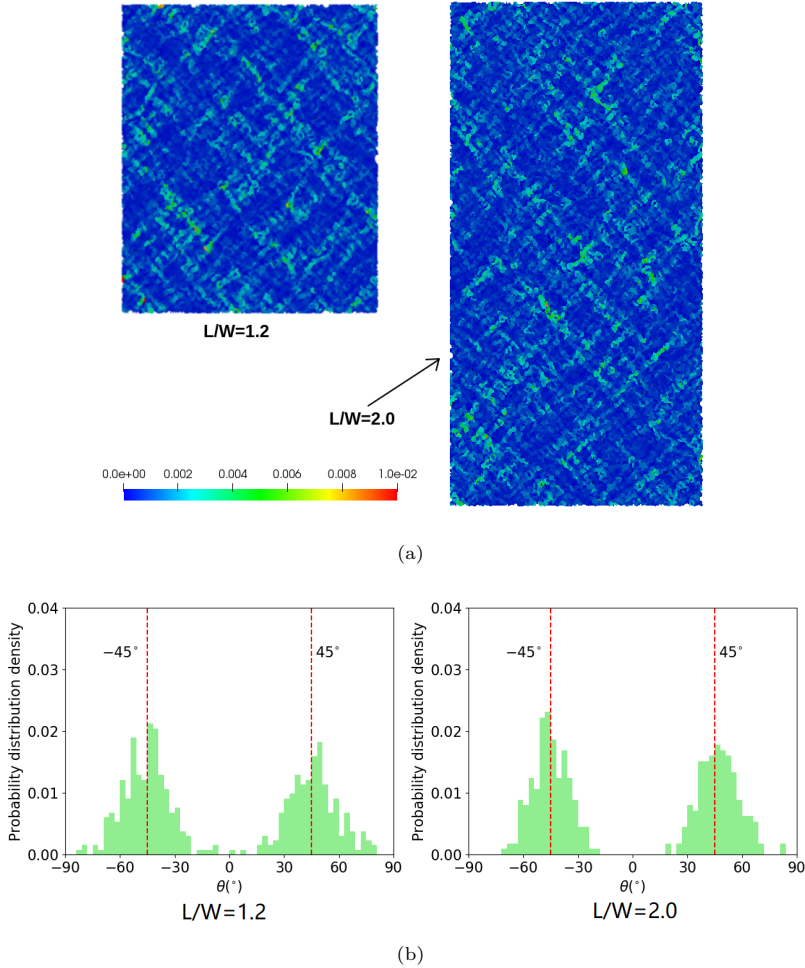 L/W=1.2
L/W=2.0
0.0e+00 0.002 0.004 0.006 0.008 1.0e-02
(a)
0.04
0.03
0.02
0.01
0.00
Probability distribution density
−45°
45°
−90 −60 −30 0 30 60 90
θ(°)
L/W=1.2
0.04
0.03
0.02
0.01
0.00
Probability distribution density
−45°
45°
−90 −60 −30 0 30 60 90
θ(°)
L/W=2.0
(b)